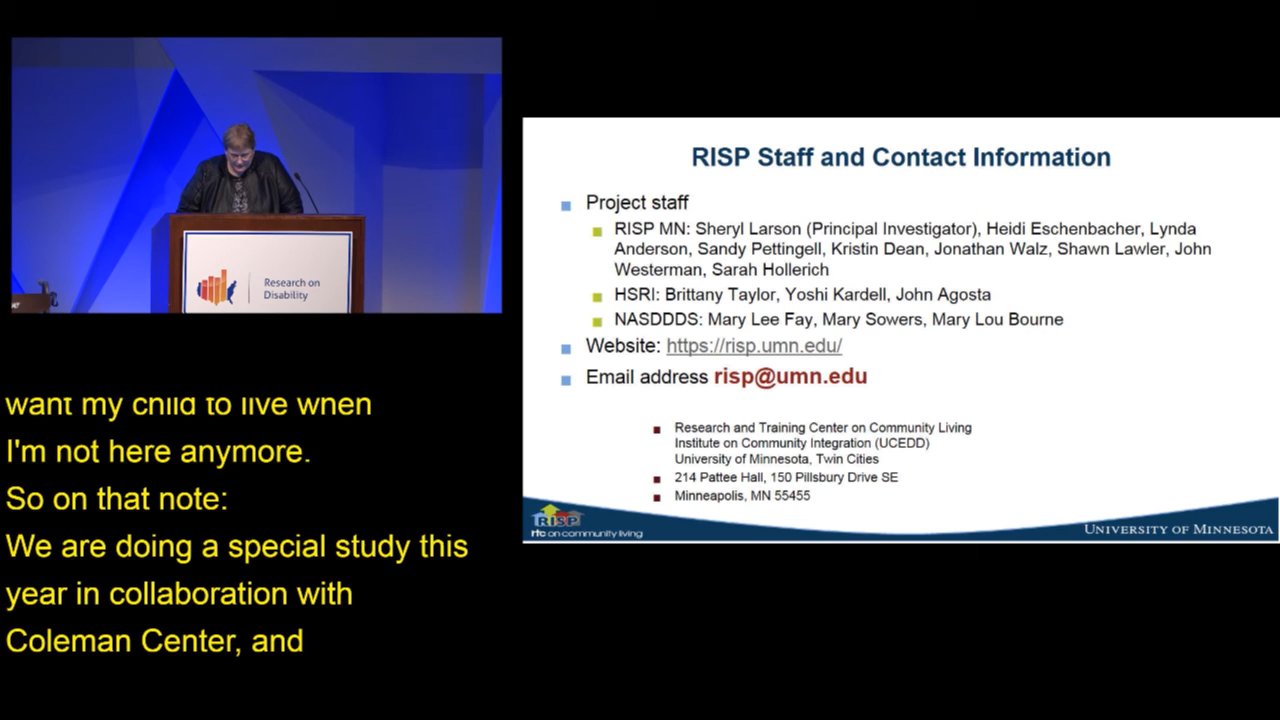 Research on
Disability
want my child to live when
I'm not here anymore.
So on that note:
We are doing a special study this
year in collaboration with
Coleman Center, and
RISP Staff and Contact Information
Project staff
RISP MN: Sheryl Larson (Principal Investigator), Heidi Eschenbacher, Lynda
Anderson, Sandy Pettingell, Kristin Dean, Jonathan Walz, Shawn Lawler, John
Westerman, Sarah Hollerich
HSRI: Brittany Taylor, Yoshi Kardell, John Agosta
NASDDDS: Mary Lee Fay, Mary Sowers, Mary Lou Bourne
Website: https://risp.umn.edu/
Email address risp@umn.edu
Research and Training Center on Community Living
Institute on Community Integration (UCEDD)
University of Minnesota, Twin Cities
214 Pattee Hall, 150 Pillsbury Drive SE
Minneapolis, MN 55455
RISP
rtc on community living
UNIVERSITY OF MINNESOTA